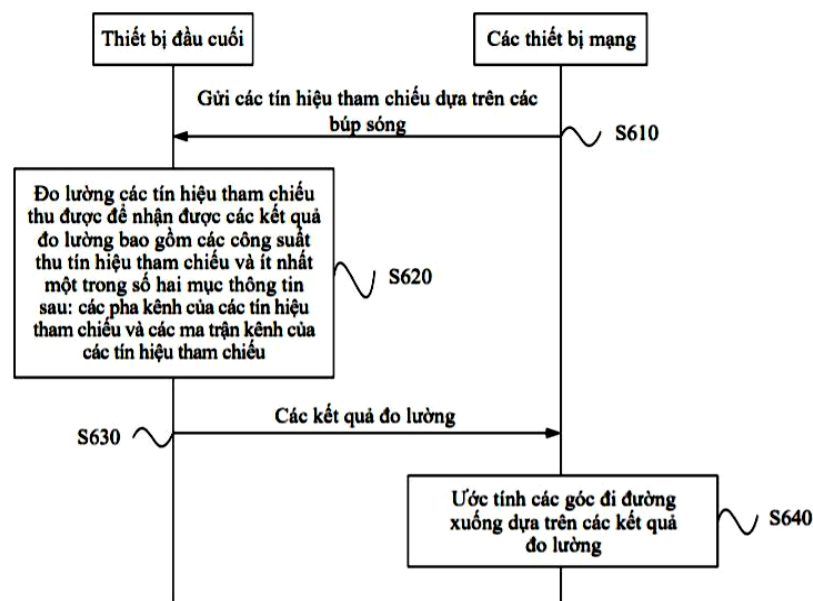 Thiết bị đầu cuối
Các thiết bị mạng
Gửi các tín hiệu tham chiếu dựa trên các
búp sóng
S610
Đo lường các tín hiệu tham chiếu
thu được để nhận được các kết quả
đo lường bao gồm các công suất
thu tín hiệu tham chiếu và ít nhất
một trong số hai mục thông tin
sau: các pha kênh của các tín hiệu
tham chiếu và các ma trận kênh của
các tín hiệu tham chiếu
S620
Các kết quả đo lường
S630
Ước tính các góc đi đường
xuống dựa trên các kết quả
đo lường
S640